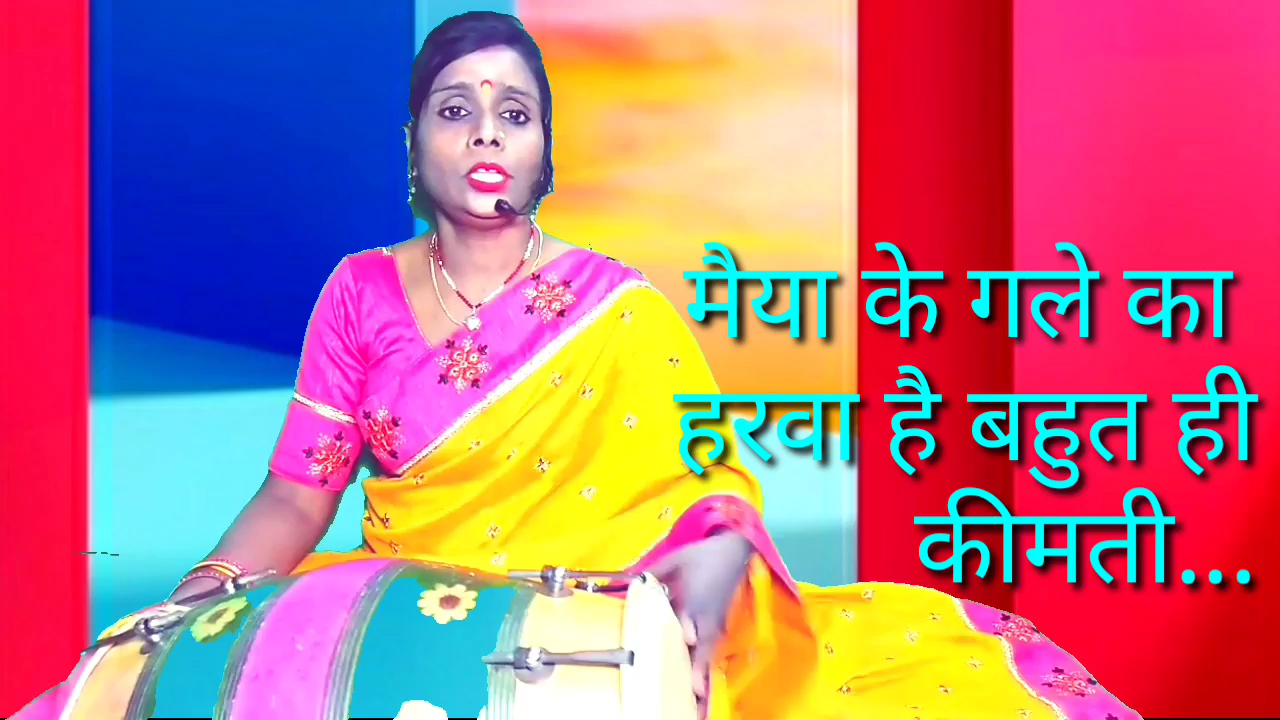 मैया के गले का
हरवा है बहुत ही
कीमती...